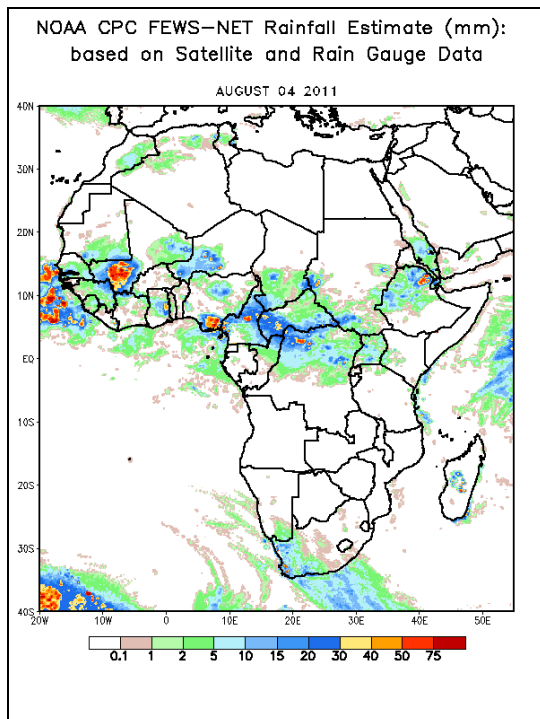 NOAA CPC FEWS-NET Rainfall Estimate (mm):
based on Satellite and Rain Gauge Data
AUGUST 04 2011
40N
30N
20N
10N
EQ
10S
20S
30S
40S
20W 10W 0 10E 20E 30E 40E 50E
0.1 1 2 5 10 15 20 30 40 50 75